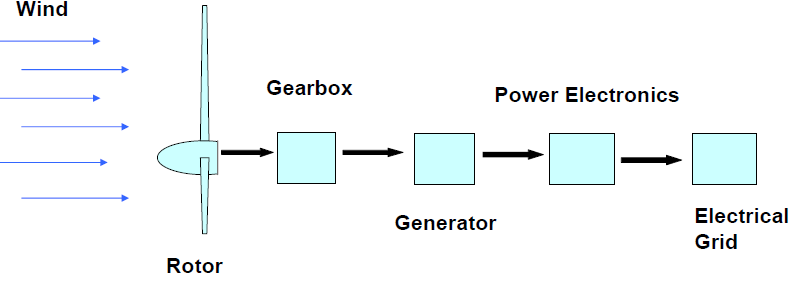 Wind
Gearbox
Power Electronics
Generator
Electrical
Grid
Rotor